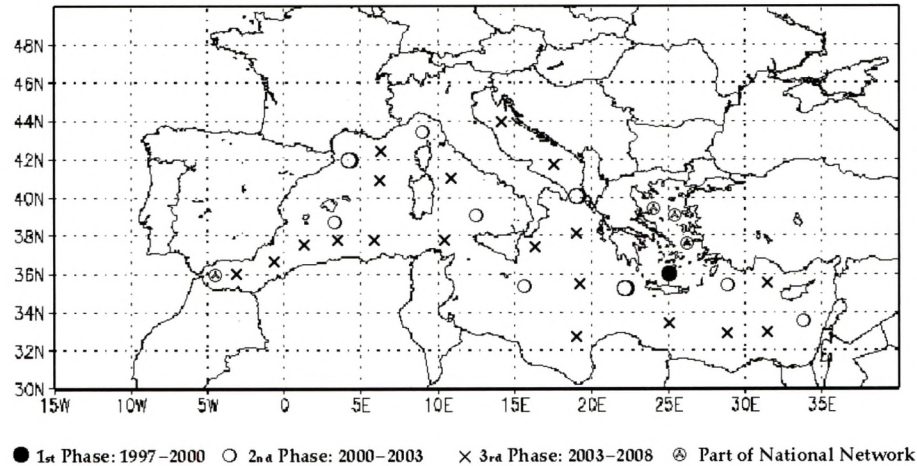 48N
46N
44N
42N
40N
38N
36N
34N
32N
30N
15W 10W 5W 0 5E 10E 15E 20E 25E 30E 35E
1st Phase: 1997–2000 2nd Phase: 2000–2003 3rd Phase: 2003–2008 Part of National Network